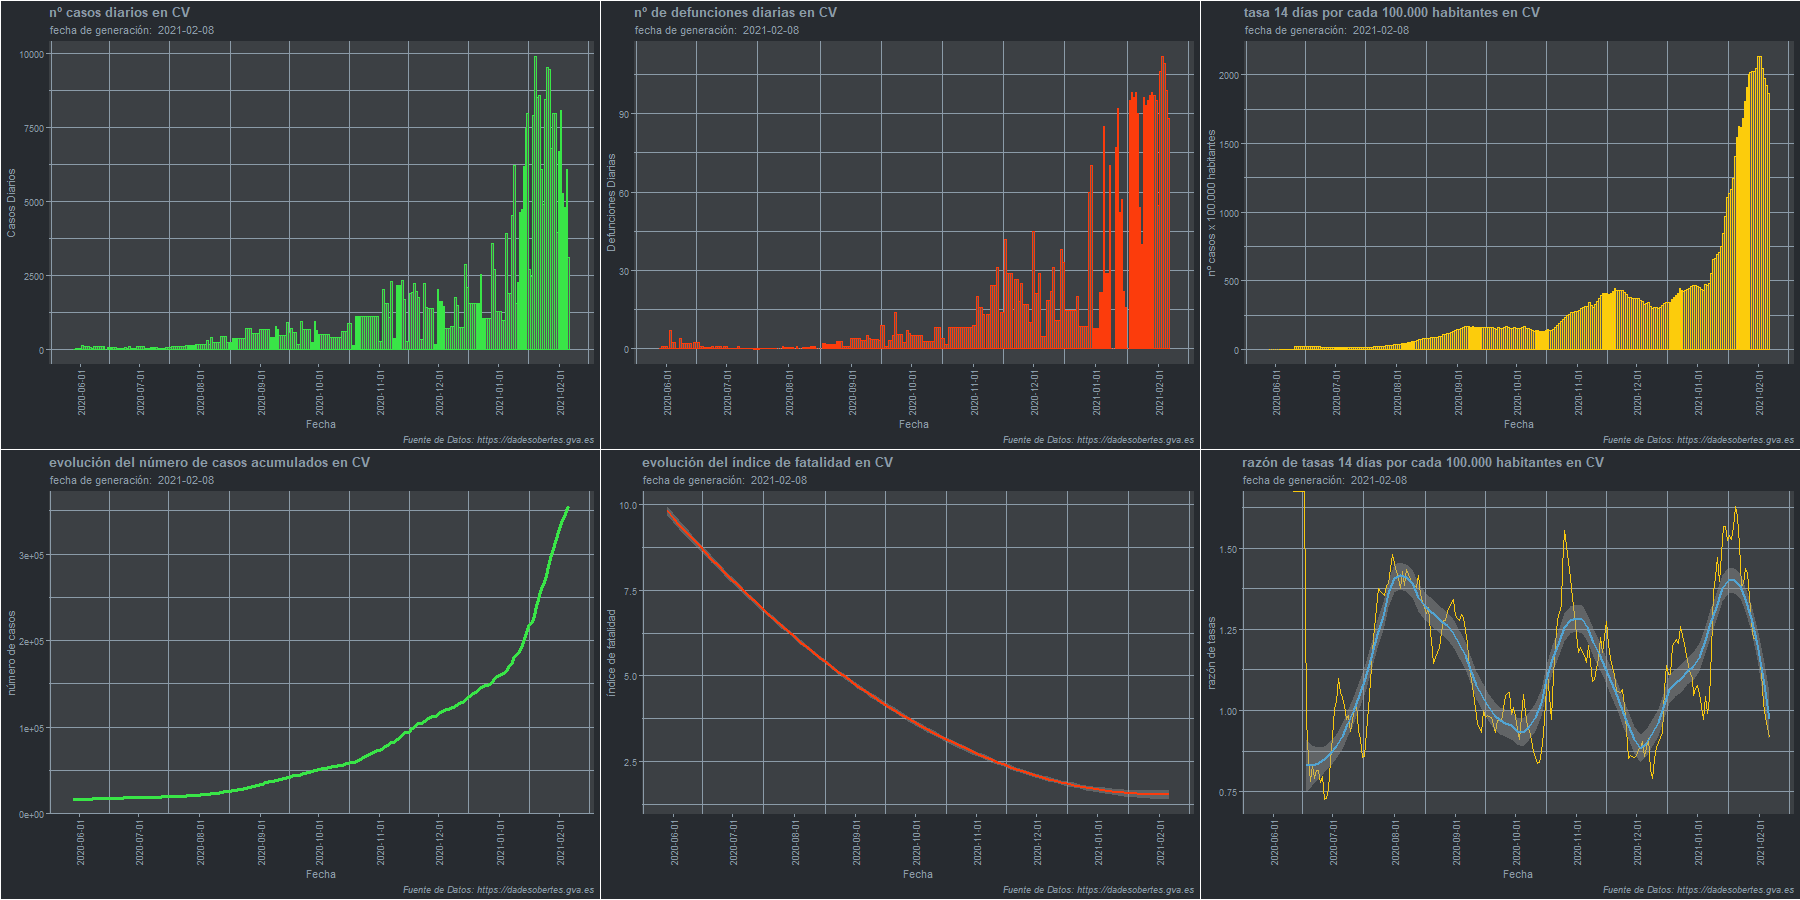 nº casos diarios en CV
fecha de generación:  2021-02-08
10000
7500
5000
2500
0
Casos Diarios
2020-06-01
2020-07-01
2020-08-01
2020-09-01
2020-10-01
2020-11-01
2020-12-01
2021-01-01
2021-02-01
Fecha
Fuente de Datos: https://dadesobertes.gva.es
nº de defunciones diarias en CV
fecha de generación:  2021-02-08
90
60
30
0
Defunciones Diarias
2020-06-01
2020-07-01
2020-08-01
2020-09-01
2020-10-01
2020-11-01
2020-12-01
2021-01-01
2021-02-01
Fecha
Fuente de Datos: https://dadesobertes.gva.es
tasa 14 días por cada 100.000 habitantes en CV
fecha de generación:  2021-02-08
2000
1500
1000
500
0
nº casos x 100.000 habitantes
2020-06-01
2020-07-01
2020-08-01
2020-09-01
2020-10-01
2020-11-01
2020-12-01
2021-01-01
2021-02-01
Fecha
Fuente de Datos: https://dadesobertes.gva.es
evolución del número de casos acumulados en CV
fecha de generación:  2021-02-08
3e+05
2e+05
1e+05
0e+00
número de casos
2020-06-01
2020-07-01
2020-08-01
2020-09-01
2020-10-01
2020-11-01
2020-12-01
2021-01-01
2021-02-01
Fecha
Fuente de Datos: https://dadesobertes.gva.es
evolución del índice de fatalidad en CV
fecha de generación:  2021-02-08
10.0
7.5
5.0
2.5
índice de fatalidad
2020-06-01
2020-07-01
2020-08-01
2020-09-01
2020-10-01
2020-11-01
2020-12-01
2021-01-01
2021-02-01
Fecha
Fuente de Datos: https://dadesobertes.gva.es
razón de tasas 14 días por cada 100.000 habitantes en CV
fecha de generación:  2021-02-08
1.50
1.25
1.00
0.75
razón de tasas
2020-06-01
2020-07-01
2020-08-01
2020-09-01
2020-10-01
2020-11-01
2020-12-01
2021-01-01
2021-02-01
Fecha
Fuente de Datos: https://dadesobertes.gva.es